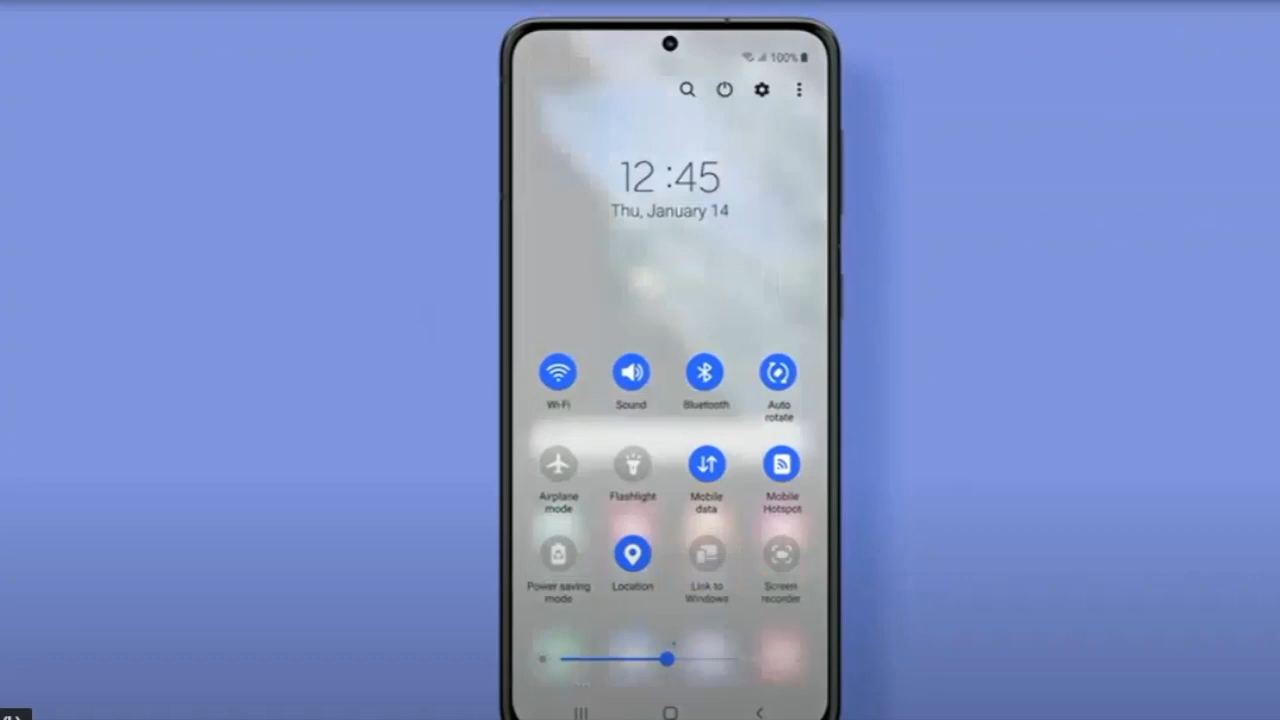 100%
12:45
Thu, January 14
Wi-Fi
Sound
Bluetooth
Auto
rotate
Airplane
mode
Flashlight
Mobile
data
Mobile
Hotspot
Power saving
mode
Location
Link to
Windows
Screen
recorder